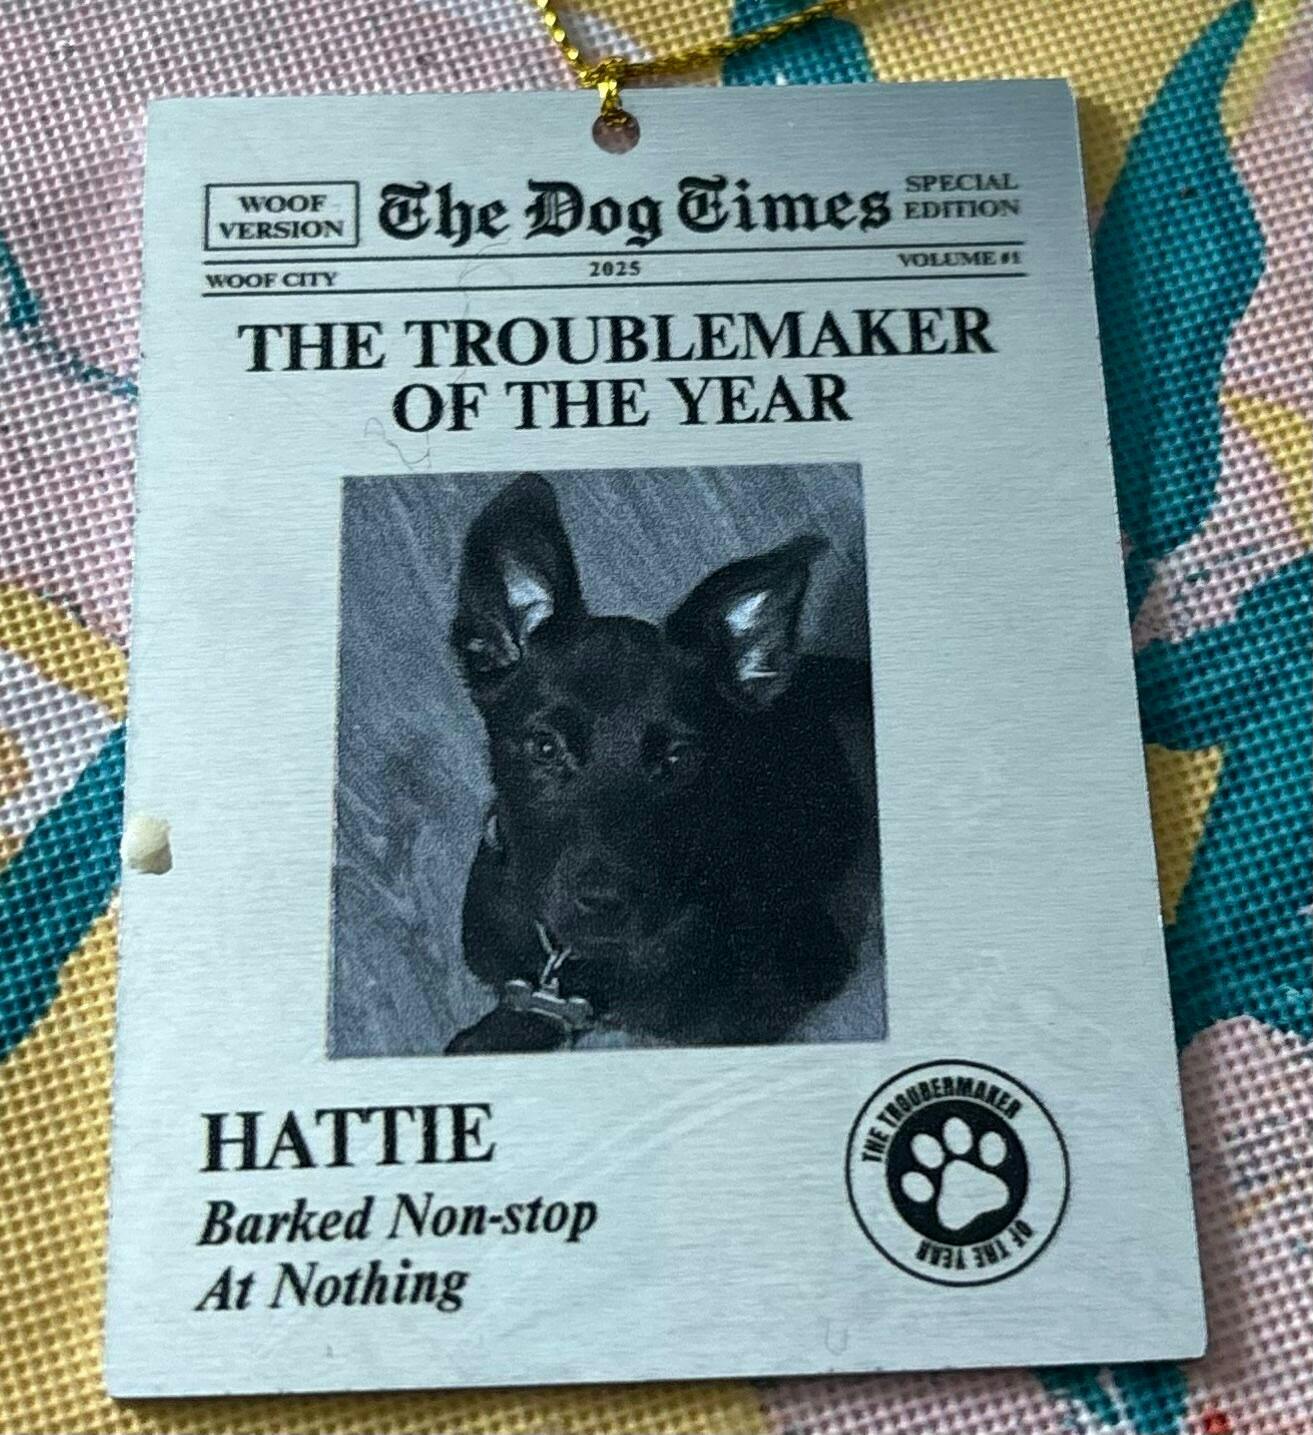 WOOF
VERSION
The Dog Times
SPECIAL
EDITION
WOOF CITY
2025
VOLUME #1
THE TROUBLEMAKER
OF THE YEAR
HATTIE
Barked Non-stop
At Nothing
THE TROUBERMAKER
OF THE YEAR